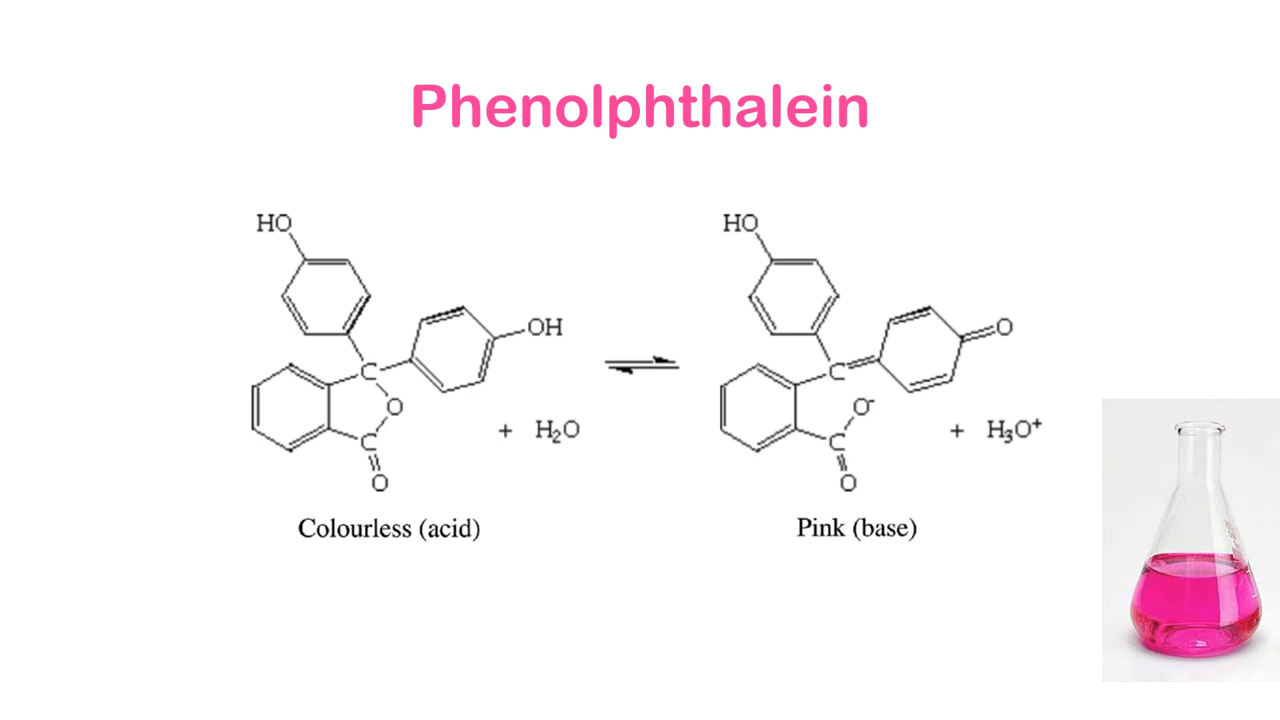 Phenolphthalein
HO
OH
C
O
C
O
+ H₂O
HO
O
C
O⁻
C
O
+ H₃O⁺
Colourless (acid)
Pink (base)